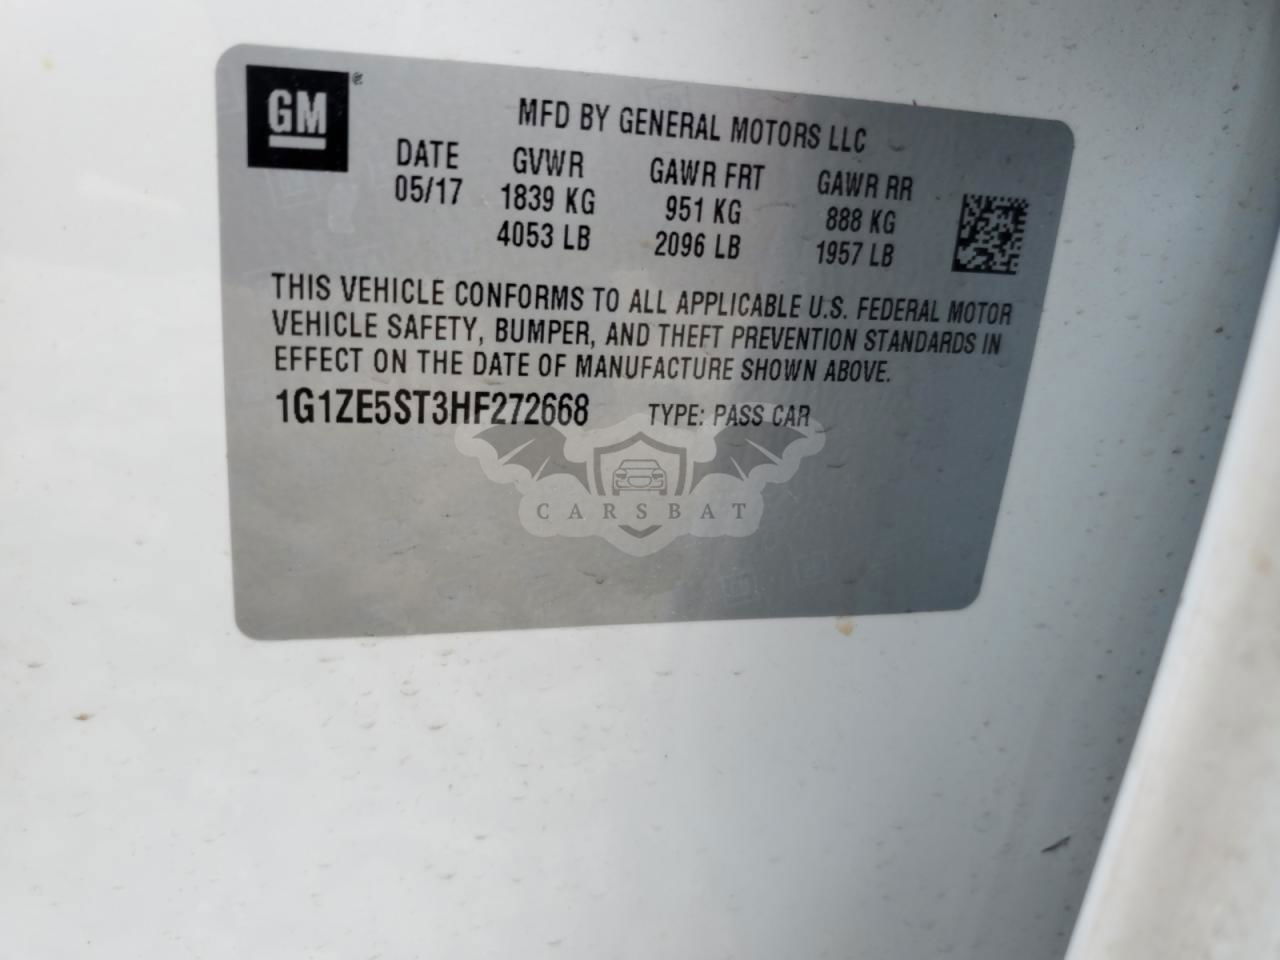 GM®
MFD BY GENERAL MOTORS LLC
DATE GVWR GAWR FRT GAWR RR
05/17 1839 KG 951 KG 888 KG
4053 LB 2096 LB 1957 LB
THIS VEHICLE CONFORMS TO ALL APPLICABLE U.S. FEDERAL MOTOR
VEHICLE SAFETY, BUMPER, AND THEFT PREVENTION STANDARDS IN
EFFECT ON THE DATE OF MANUFACTURE SHOWN ABOVE.
1G1ZE5ST3HF272668 TYPE: PASS CAR
CARSBAT